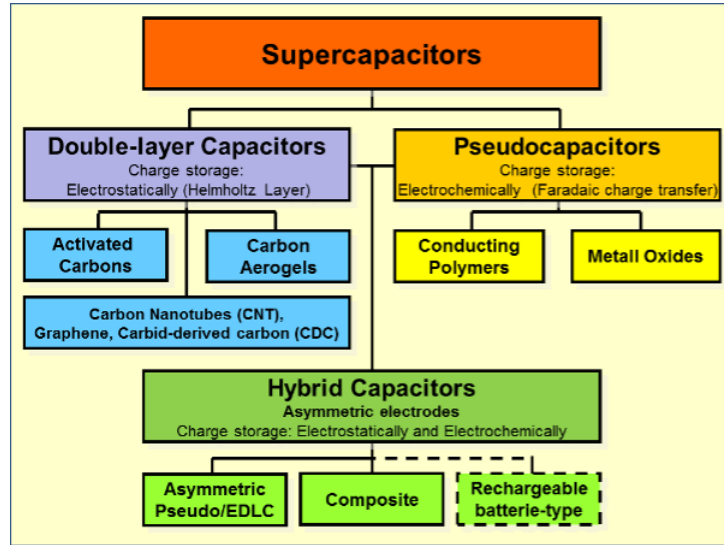 Supercapacitors
Double-layer Capacitors
Charge storage:
Electrostatically (Helmholtz Layer)
Pseudocapacitors
Charge storage:
Electrochemically (Faradaic charge transfer)
Activated
Carbons
Carbon
Aerogels
Conducting
Polymers
Metall Oxides
Carbon Nanotubes (CNT),
Graphene, Carbid-derived carbon (CDC)
Hybrid Capacitors
Asymmetric electrodes
Charge storage: Electrostatically and Electrochemically
Asymmetric
Pseudo/EDLC
Composite
Rechargeable
batterie-type